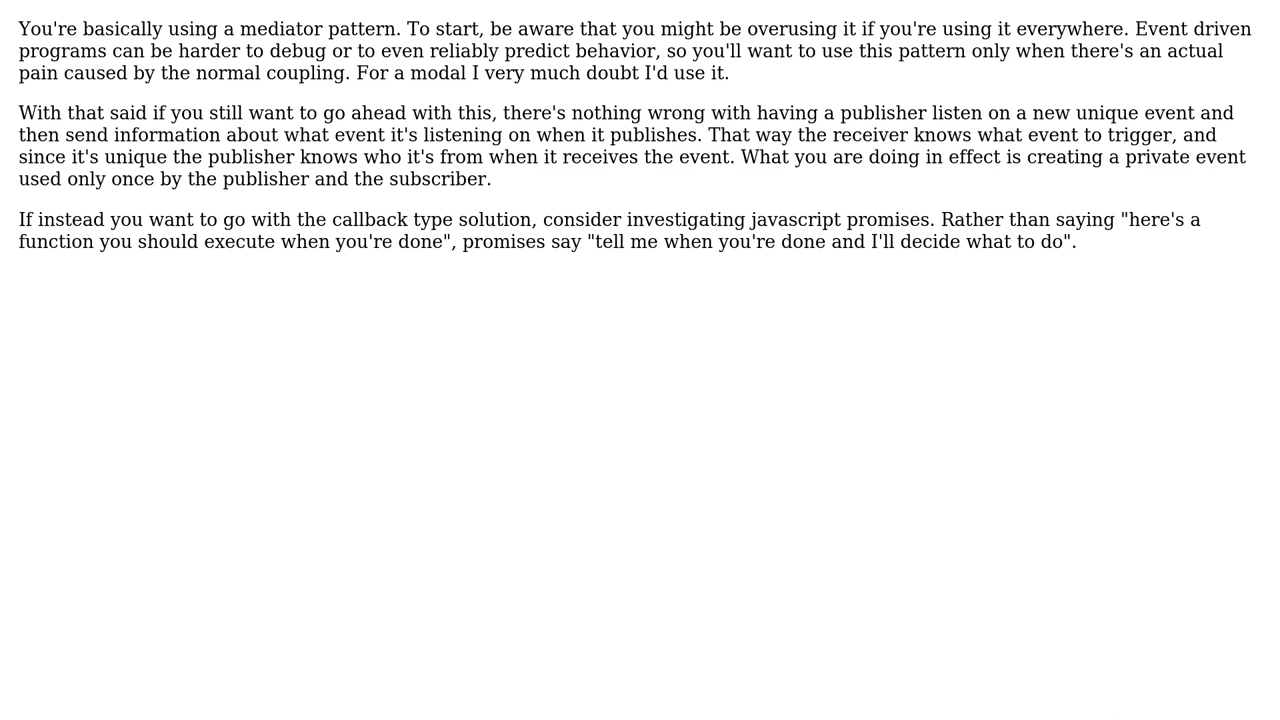 You're basically using a mediator pattern. To start, be aware that you might be overusing it if you're using it everywhere. Event driven
programs can be harder to debug or to even reliably predict behavior, so you'll want to use this pattern only when there's an actual
pain caused by the normal coupling. For a modal I very much doubt I'd use it.
With that said if you still want to go ahead with this, there's nothing wrong with having a publisher listen on a new unique event and
then send information about what event it's listening on when it publishes. That way the receiver knows what event to trigger, and
since it's unique the publisher knows who it's from when it receives the event. What you are doing in effect is creating a private event
used only once by the publisher and the subscriber.
If instead you want to go with the callback type solution, consider investigating javascript promises. Rather than saying "here's a
function you should execute when you're done", promises say "tell me when you're done and I'll decide what to do".